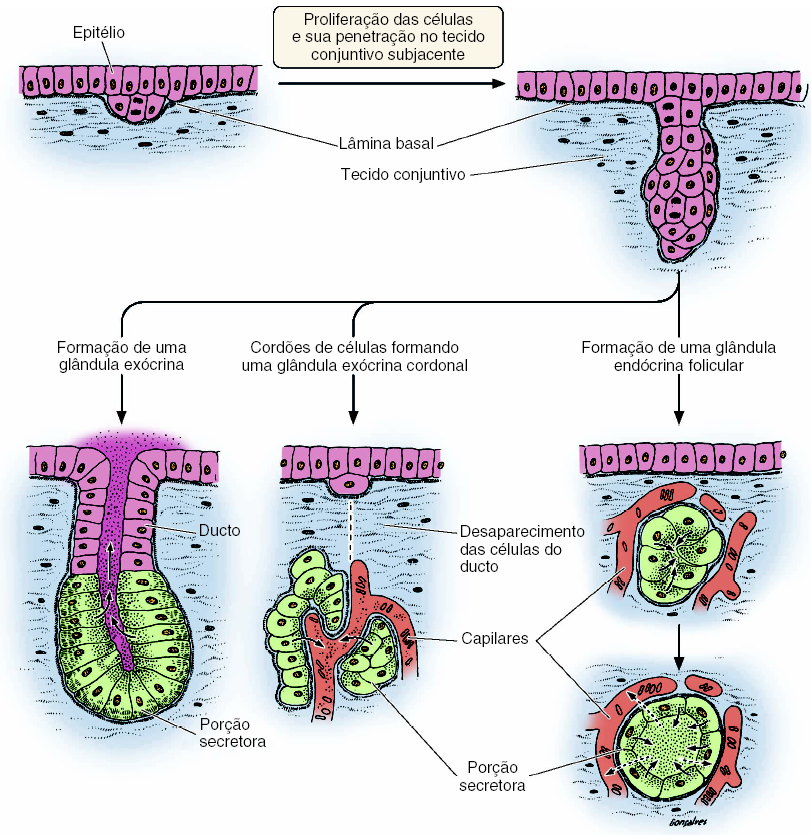 Epitélio
Proliferação das células
e sua penetração no tecido
conjuntivo subjacente
Lâmina basal
Tecido conjuntivo
Formação de uma
glândula exócrina
Cordões de células formando
uma glândula exócrina cordonal
Formação de uma glândula
endócrina folicular
Ducto
Desaparecimento
das células do
ducto
Capilares
Porção
secretora
Porção
secretora
Gonçalves